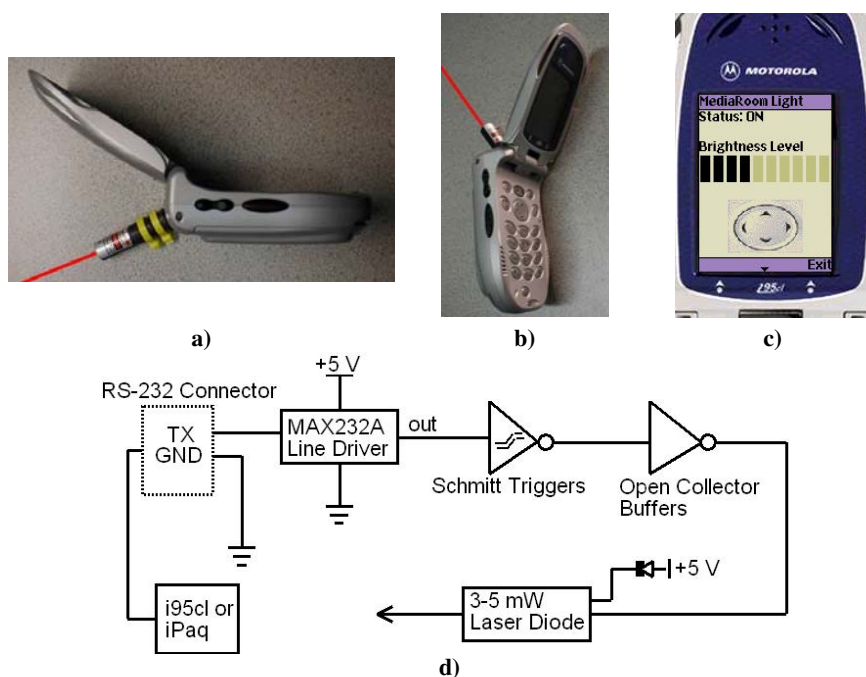 MOTOROLA
MediaRoom Light
Status: ON
Brightness Level
Exit
i95cl
a)
b)
c)
+5 V
RS-232 Connector
TX
GND
MAX232A
Line Driver
out
Schmitt Triggers
Open Collector
Buffers
+5 V
3-5 mW
Laser Diode
i95cl or
iPaq
d)